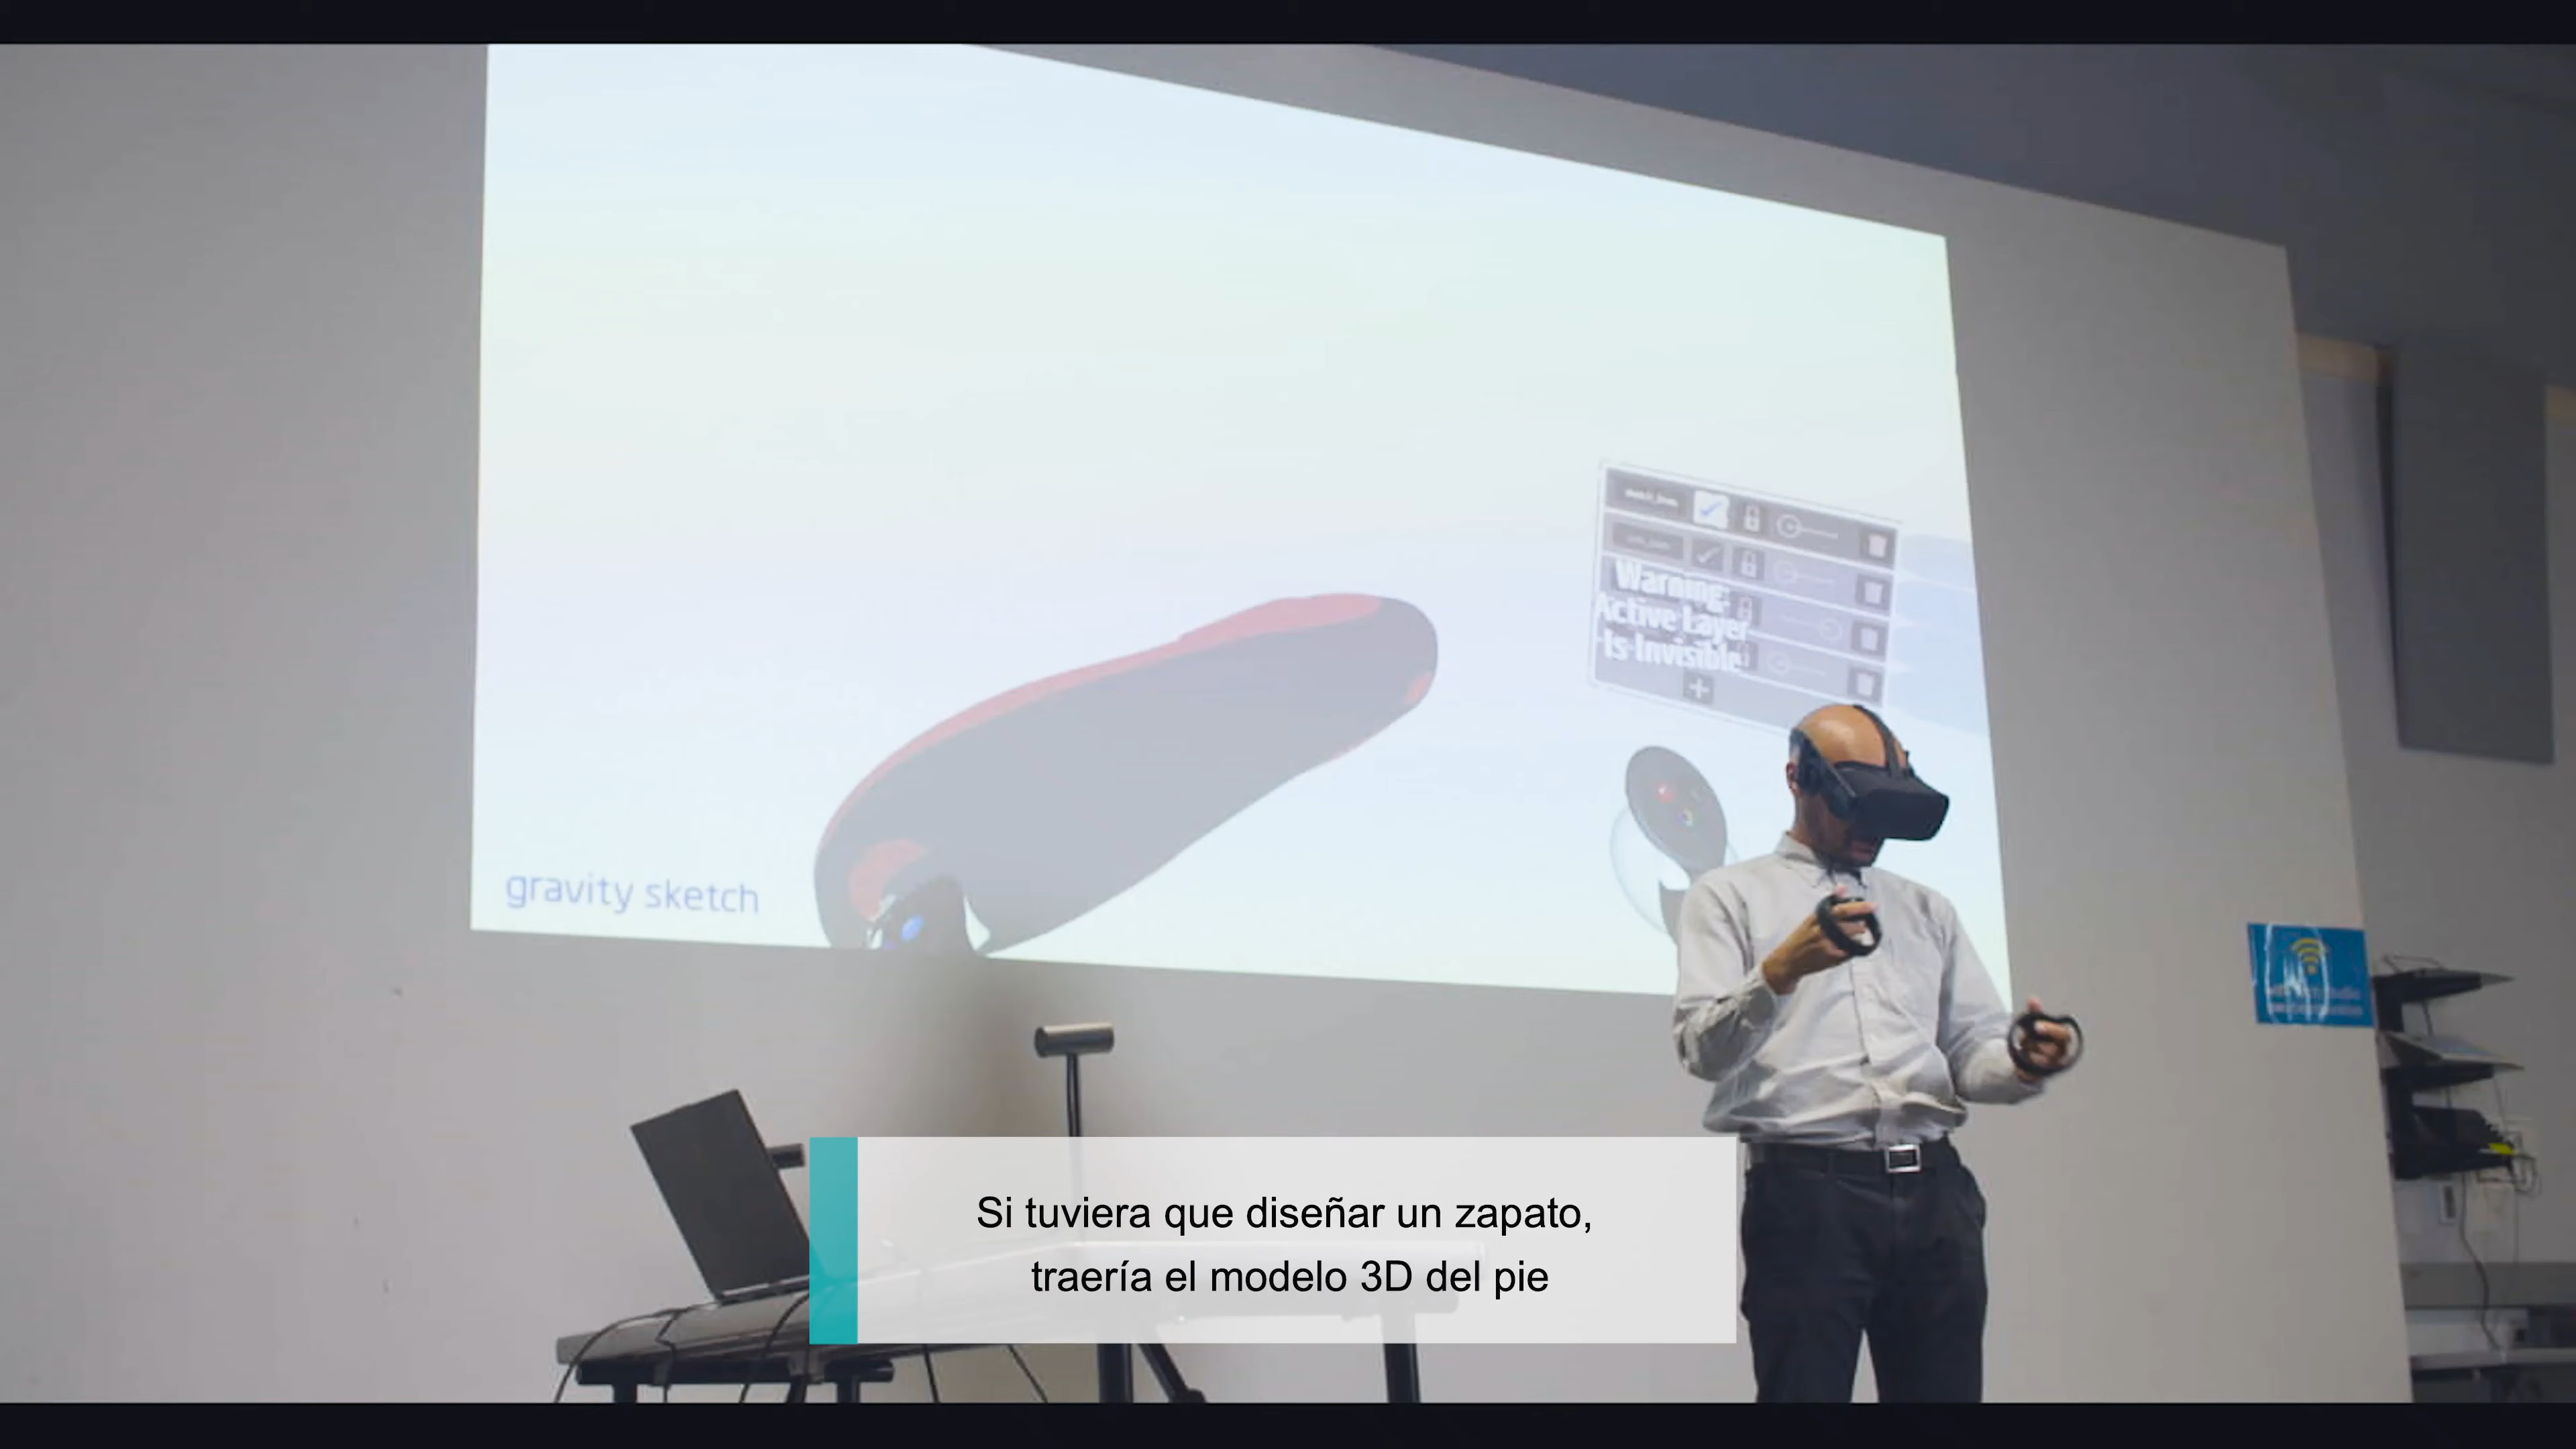 Warning:
Active Layer
Is Invisible
gravity sketch
Si tuviera que diseñar un zapato,
traería el modelo 3D del pie